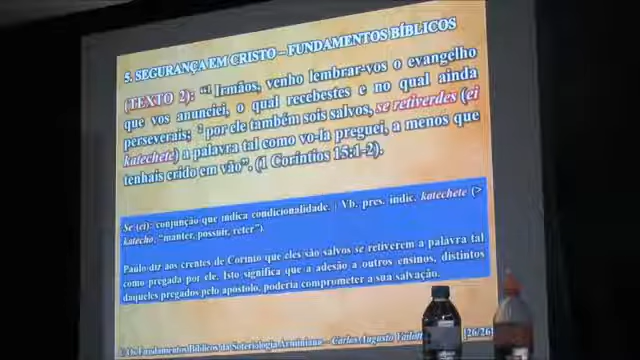 5. SEGURANÇA EM CRISTO – FUNDAMENTOS BÍBLICOS
(TEXTO 2): “¹ Irmãos, venho lembrar-vos o evangelho
que vos anunciei, o qual recebestes e no qual ainda
perseverais; ² por ele também sois salvos, se retiverdes (ei
katechete) a palavra tal como vo-la preguei, a menos que
tenhais crido em vão”. (1 Coríntios 15:1-2).
Se (ei): conjunção que indica condicionalidade. | Vb. pres. indic. katechete (>
katecho, “manter, possuir, reter”).
Paulo diz aos crentes de Corinto que eles são salvos se retiverem a palavra tal
como pregada por ele. Isto significa que a adesão a outros ensinos, distintos
daqueles pregados pelo apóstolo, poderia comprometer a sua salvação.
Os Fundamentos Bíblicos da Soteriologia Arminiana – Carlos Augusto [26/26]